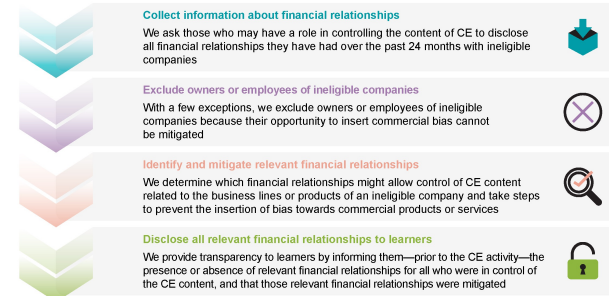 Collect information about financial relationships
We ask those who may have a role in controlling the content of CE to disclose
all financial relationships they have had over the past 24 months with ineligible
companies
Exclude owners or employees of ineligible companies
With a few exceptions, we exclude owners or employees of ineligible
companies because their opportunity to insert commercial bias cannot
be mitigated
Identify and mitigate relevant financial relationships
We determine which financial relationships might allow control of CE content
related to the business lines or products of an ineligible company and take steps
to prevent the insertion of bias towards commercial products or services
Disclose all relevant financial relationships to learners
We provide transparency to learners by informing them—prior to the CE activity—the
presence or absence of relevant financial relationships for all who were in control of
the CE content, and that those relevant financial relationships were mitigated